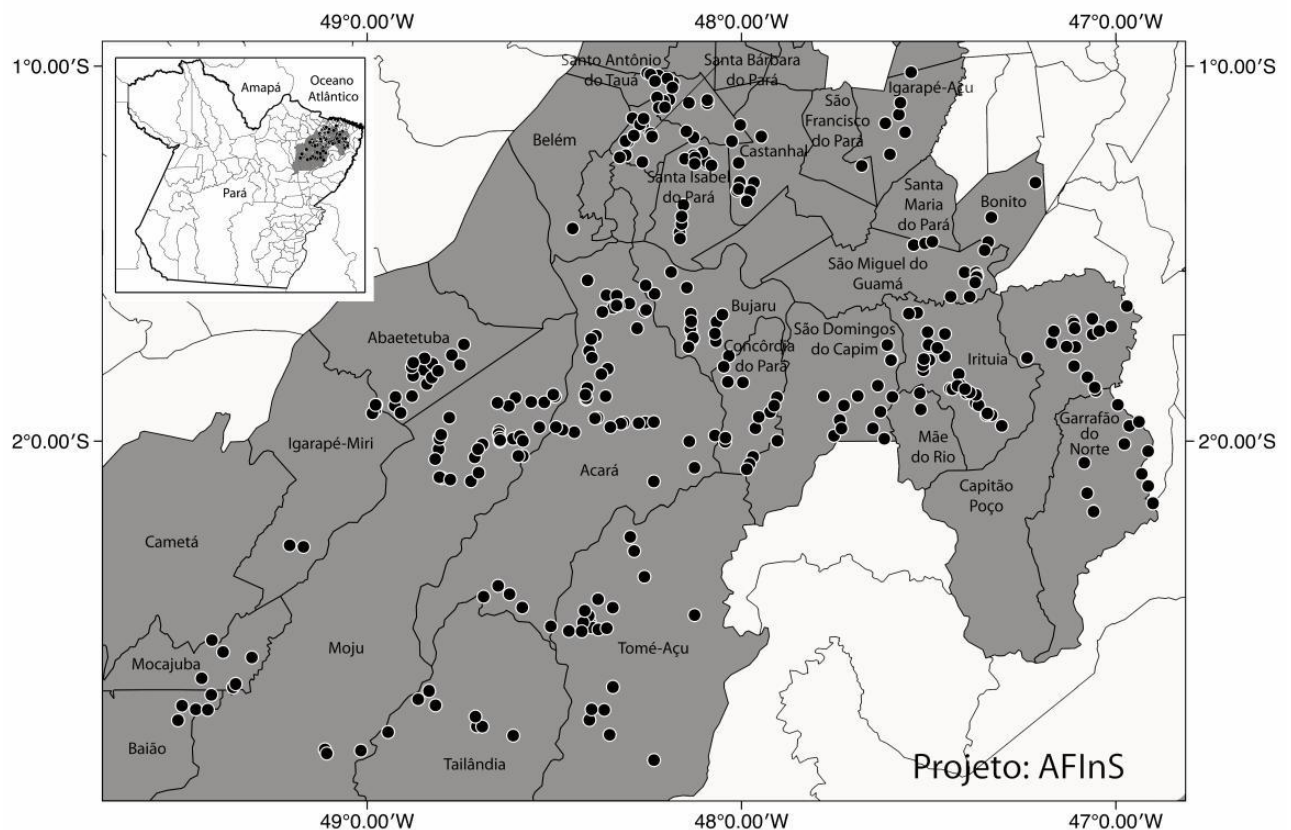 49°0.00′W
48°0.00′W
47°0.00′W
1°0.00′S
1°0.00′S
Amapá
Oceano
Atlântico
Pará
Santo Antônio
do Tauá
Santa Bárbara
do Pará
Igarapé-Açu
São
Francisco
do Pará
Belém
Castanhal
Santa Isabel
do Pará
Santa
Maria
do Pará
Bonito
São Miguel do
Guamá
Bujaru
Abaetetuba
Concórdia
do Pará
São Domingos
do Capim
Irituia
2°0.00′S
2°0.00′S
Igarapé-Miri
Garrafão
do
Norte
Mãe
do Rio
Acará
Capitão
Poço
Cametá
Moju
Tomé-Açu
Mocajuba
Baião
Tailândia
Projeto: AFInS
49°0.00′W
48°0.00′W
47°0.00′W